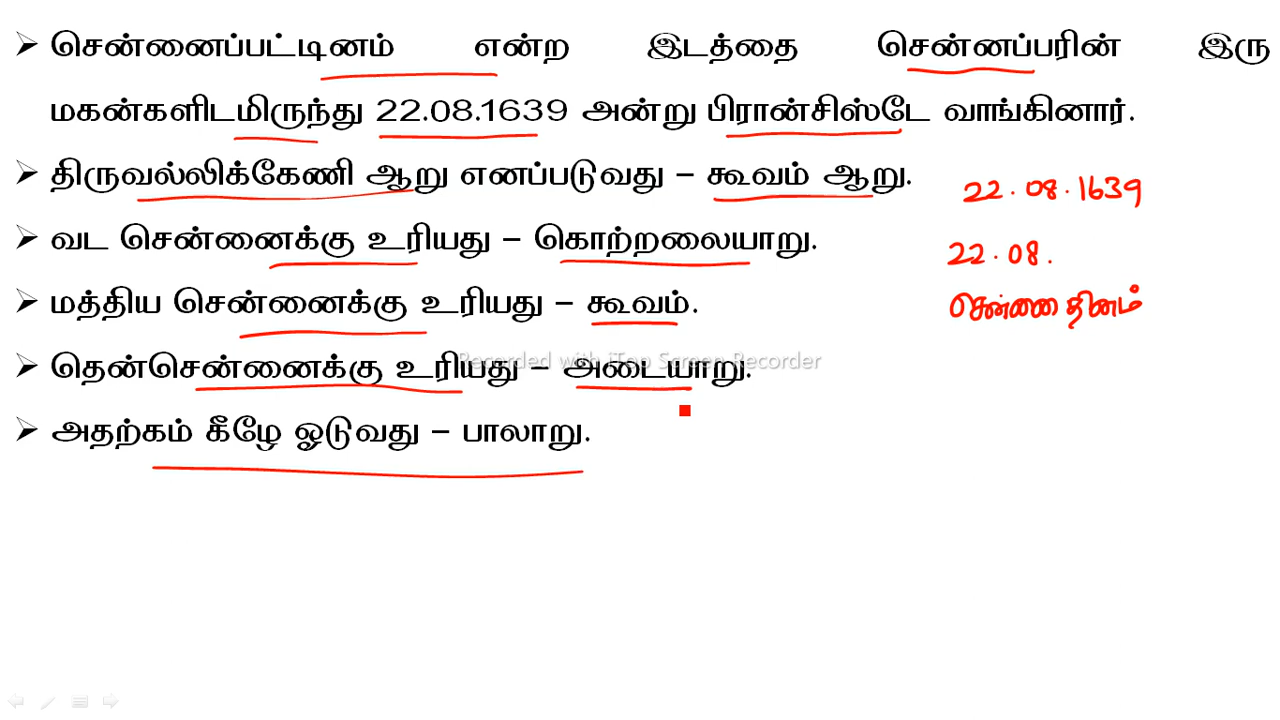 ➢ சென்னைப்பட்டினம் என்ற இடத்தை சென்னப்பரின் இரு
மகன்களிடமிருந்து 22.08.1639 அன்று பிரான்சிஸ்டே வாங்கினார்.
➢ திருவல்லிக்கேணி ஆறு எனப்படுவது – கூவம் ஆறு.
22.08.1639
➢ வட சென்னைக்கு உரியது – கொற்றலையாறு.
22.08.
➢ மத்திய சென்னைக்கு உரியது – கூவம்.
சென்னை தினம்
➢ தென்சென்னைக்கு உரியது – அடையாறு.
Recorded with iTop Screen Recorder
➢ அதற்கம் கீழே ஓடுவது – பாலாறு.